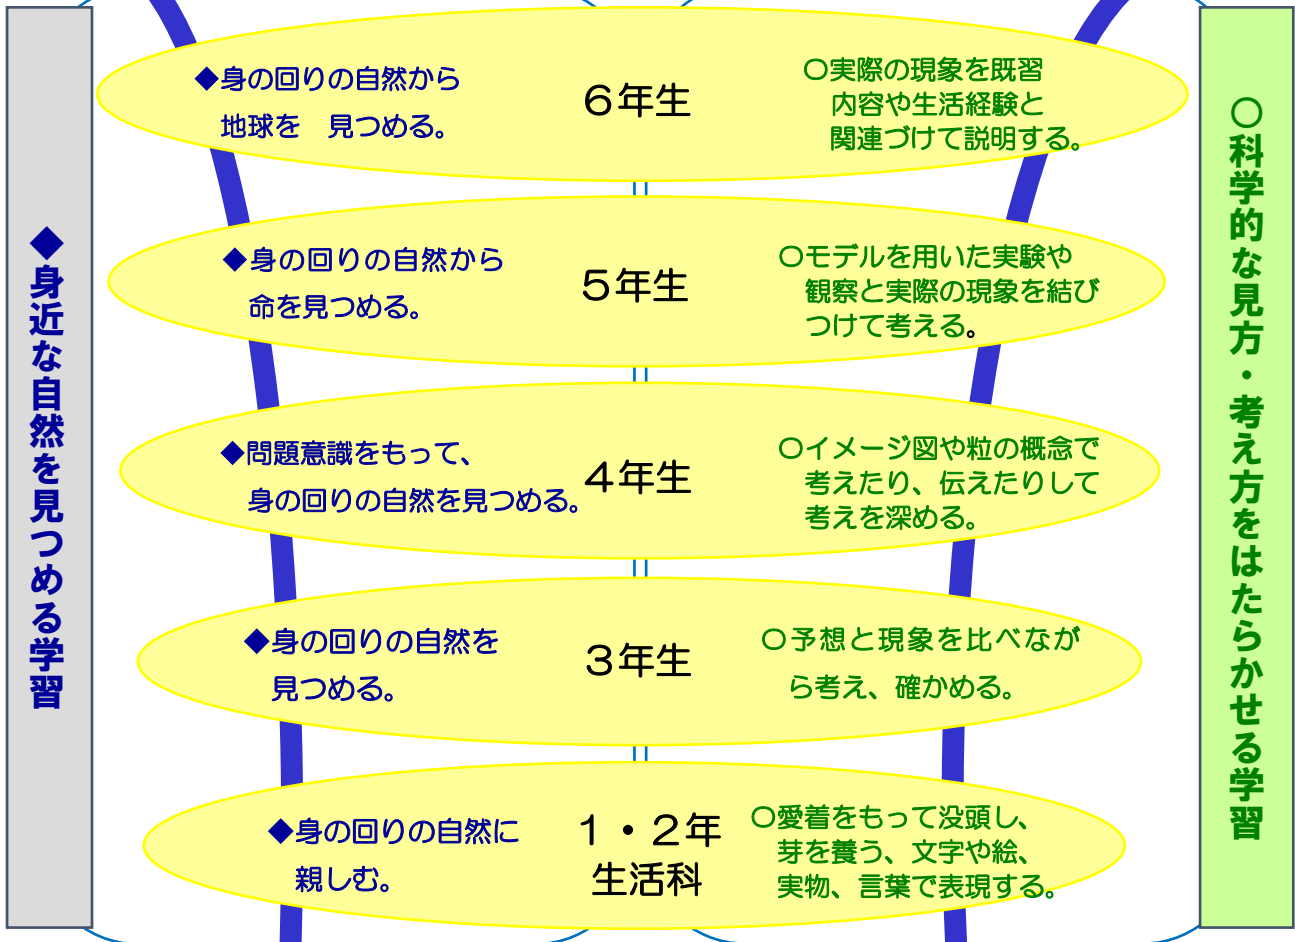 ◆身近な自然を見つめる学習
◆身の回りの自然から
地球を　見つめる。
６年生
〇実際の現象を既習
内容や生活経験と
関連づけて説明する。
◆身の回りの自然から
命を見つめる。
５年生
〇モデルを用いた実験や
観察と実際の現象を結び
つけて考える。
◆問題意識をもって、
身の回りの自然を見つめる。
４年生
〇イメージ図や粒の概念で
考えたり、伝えたりして
考えを深める。
◆身の回りの自然を
見つめる。
３年生
〇予想と現象を比べなが
ら考え、確かめる。
◆身の回りの自然に
親しむ。
１・２年
生活科
〇愛着をもって没頭し、
芽を養う、文字や絵、
実物、言葉で表現する。
〇科学的な見方・考え方をはたらかせる学習